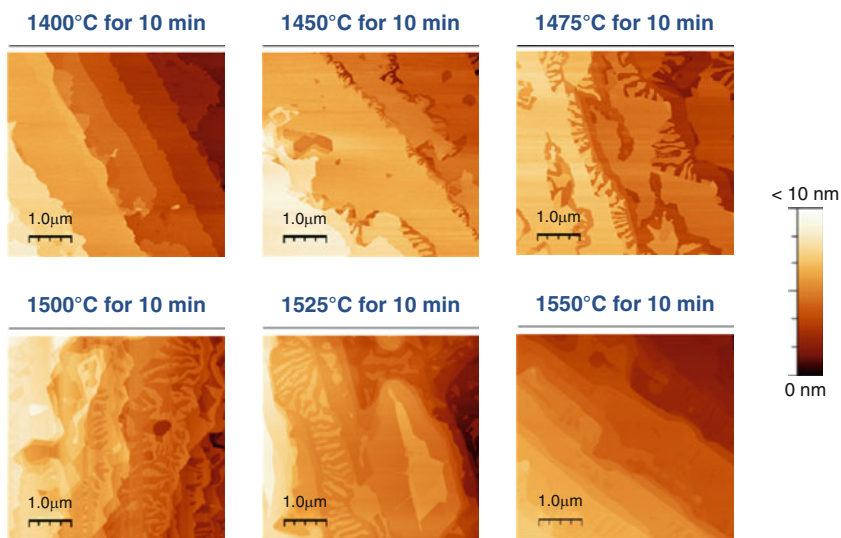 1400°C for 10 min
1450°C for 10 min
1475°C for 10 min
1.0μm
1.0μm
1.0μm
< 10 nm
0 nm
1500°C for 10 min
1525°C for 10 min
1550°C for 10 min
1.0μm
1.0μm
1.0μm